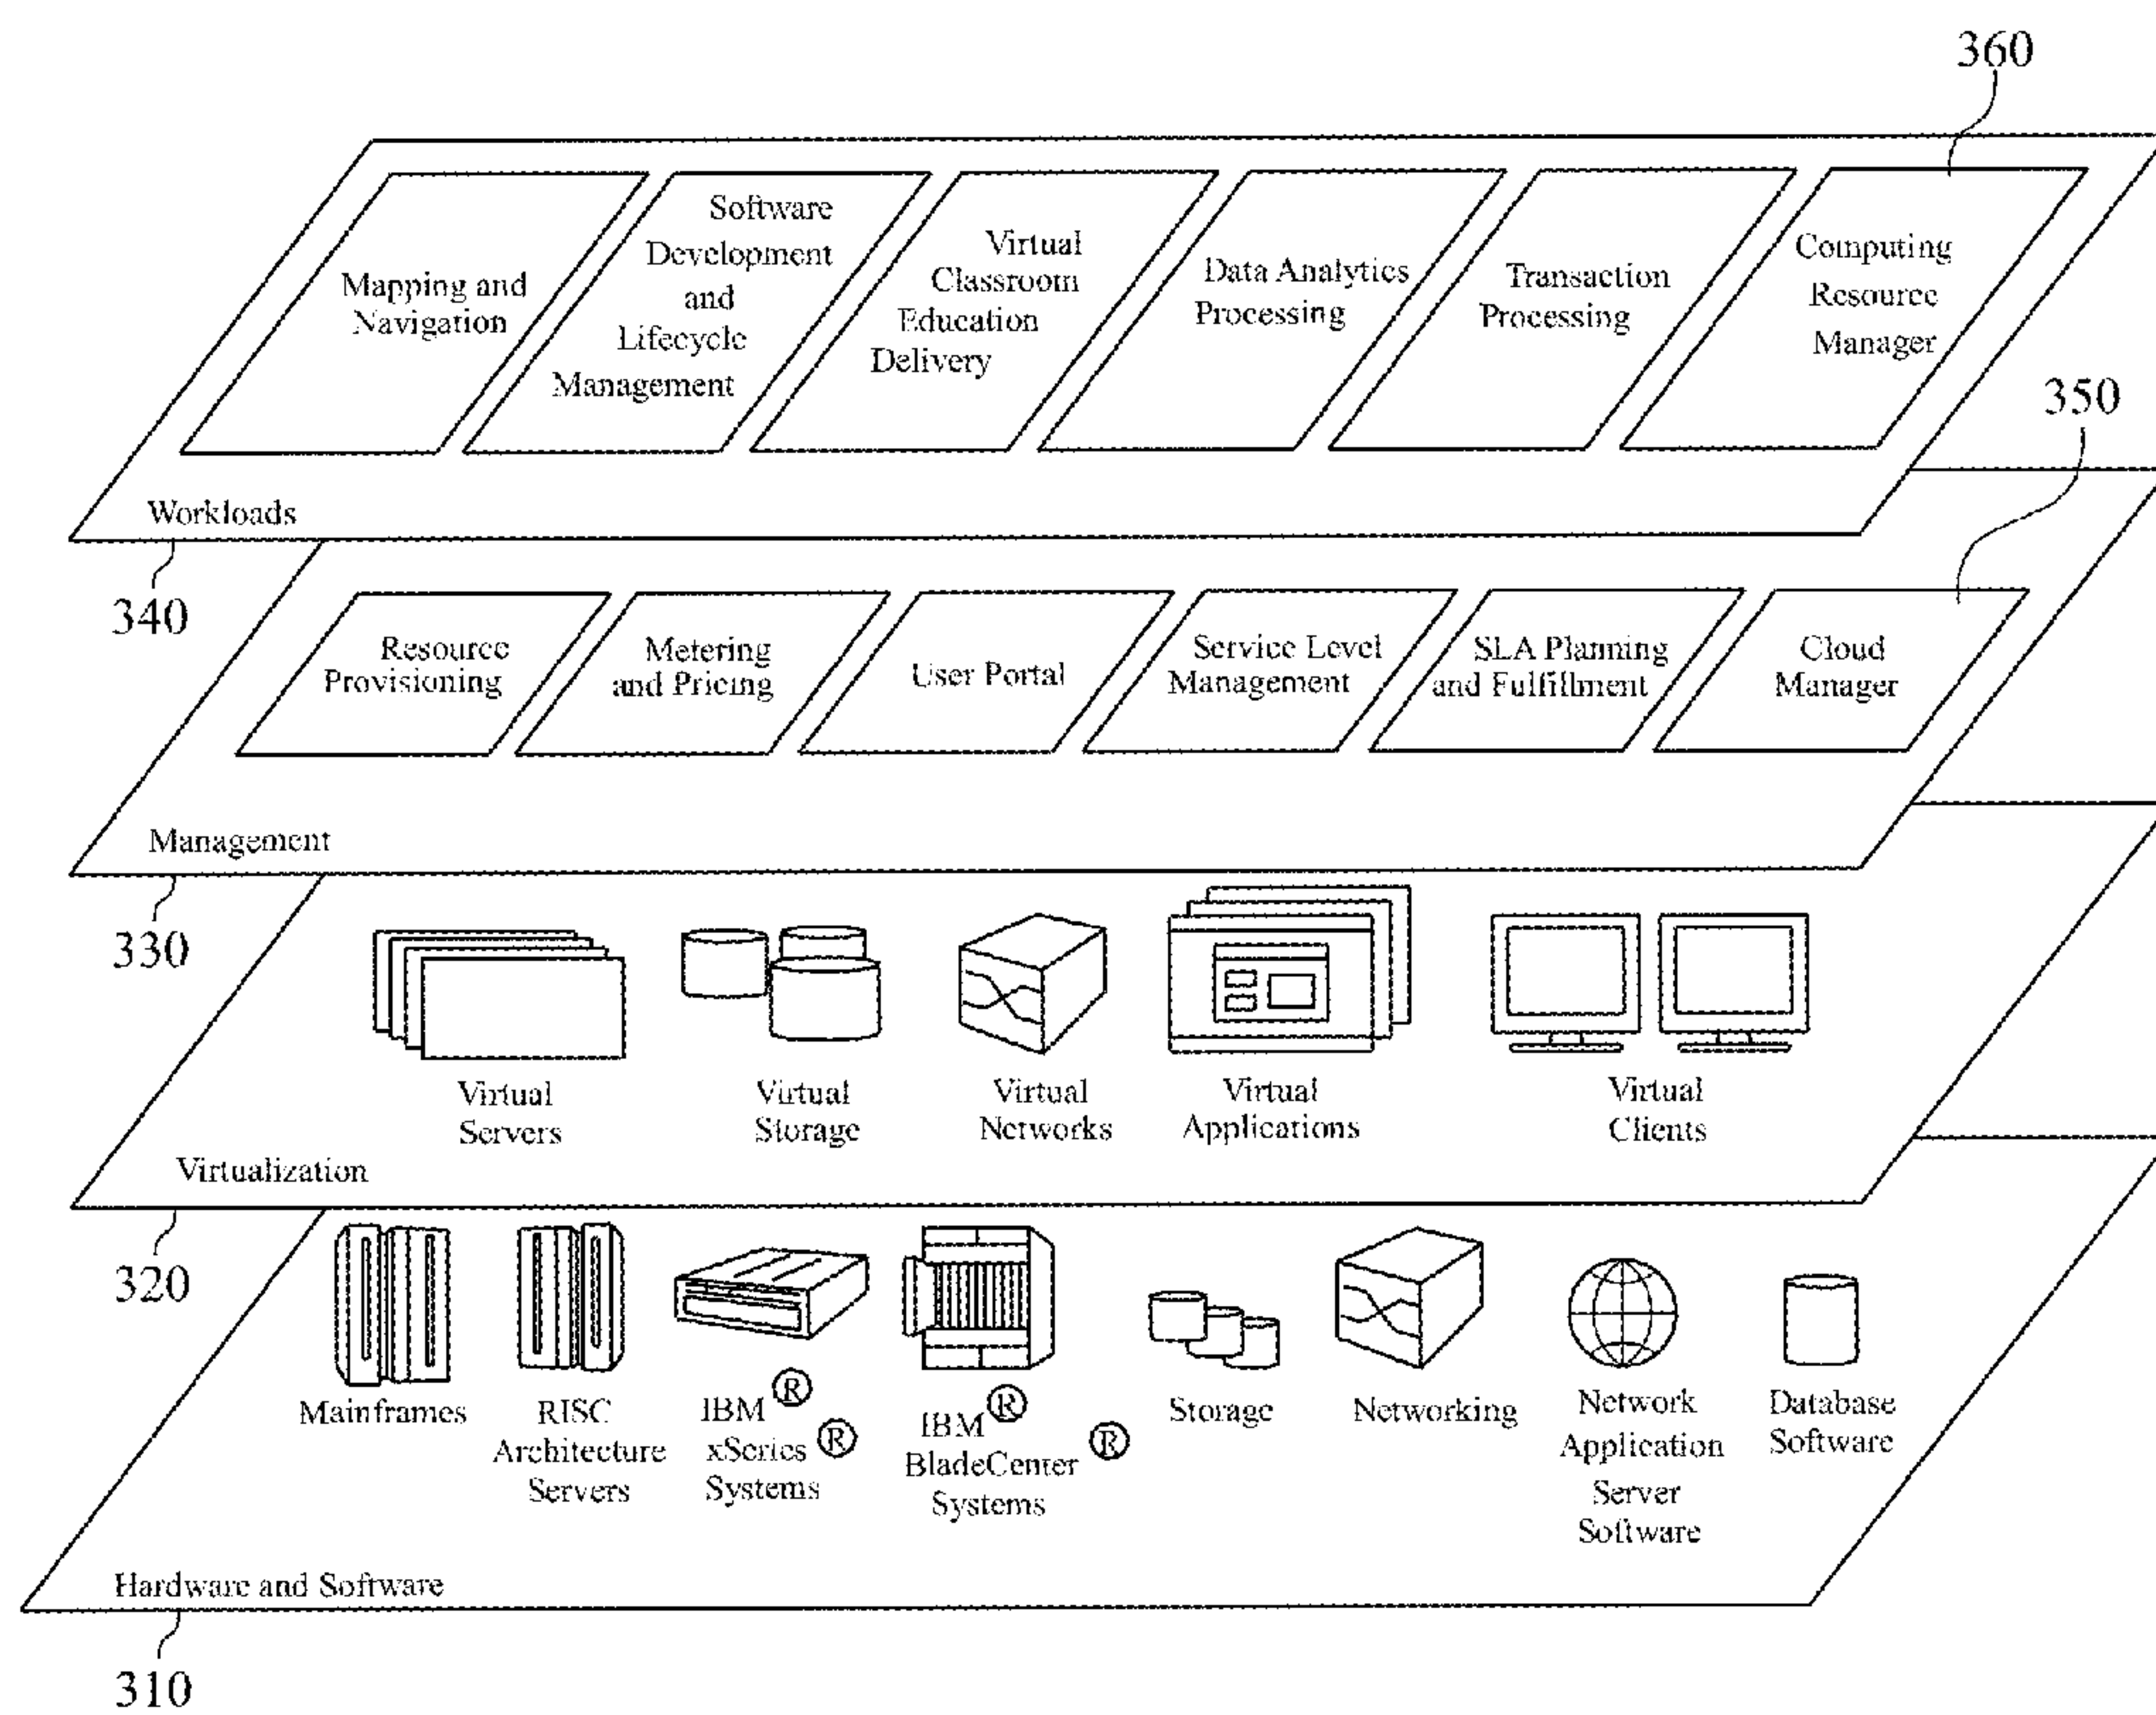 360
Mapping and
Navigation
Software
Development
and
Lifecycle
Management
Virtual
Classroom
Education
Delivery
Data Analytics
Processing
Transaction
Processing
Computing
Resource
Manager
350
Workloads
340
Resource
Provisioning
Metering
and Pricing
User Portal
Service Level
Management
SLA Planning
and Fulfillment
Cloud
Manager
Management
330
Virtual
Servers
Virtual
Storage
Virtual
Networks
Virtual
Applications
Virtual
Clients
Virtualization
320
Mainframes
RISC
Architecture
Servers
IBM®
xSeries®
Systems
IBM®
BladeCenter®
Systems
Storage
Networking
Network
Application
Server
Software
Database
Software
Hardware and Software
310